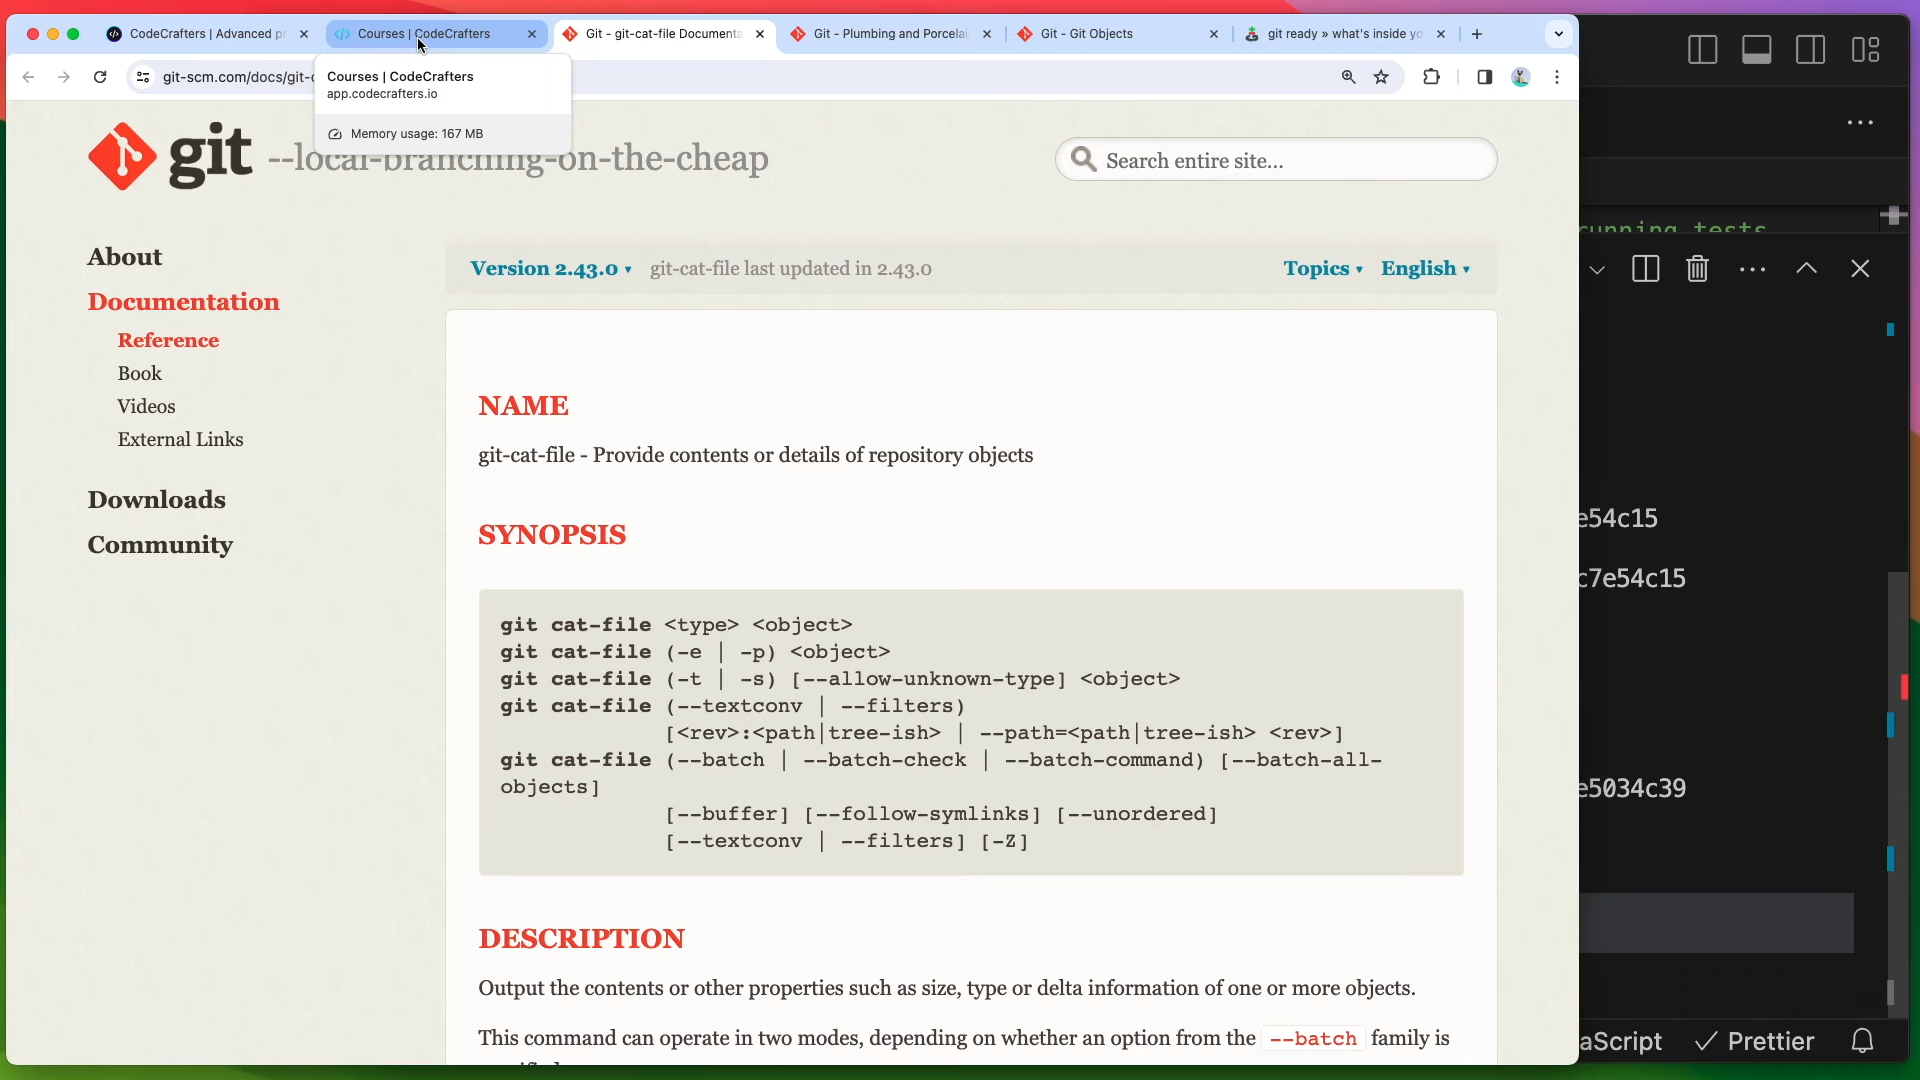 CodeCrafters | Advanced p
Courses | CodeCrafters
Git - git-cat-file Documenta
Git - Plumbing and Porcelai
Git - Git Objects
git ready » what's inside yo
git-scm.com/docs/git-c
Courses | CodeCrafters
app.codecrafters.io
Memory usage: 167 MB
git --local-branching-on-the-cheap
Search entire site...
About
Documentation
Reference
Book
Videos
External Links
Downloads
Community
Version 2.43.0 ▾ git-cat-file last updated in 2.43.0
Topics ▾ English ▾
NAME
git-cat-file - Provide contents or details of repository objects
SYNOPSIS
git cat-file <type> <object>
git cat-file (-e | -p) <object>
git cat-file (-t | -s) [--allow-unknown-type] <object>
git cat-file (--textconv | --filters)
[<rev>:<path|tree-ish> | --path=<path|tree-ish> <rev>]
git cat-file (--batch | --batch-check | --batch-command) [--batch-all-
objects]
[--buffer] [--follow-symlinks] [--unordered]
[--textconv | --filters] [-Z]
DESCRIPTION
Output the contents or other properties such as size, type or delta information of one or more objects.
This command can operate in two modes, depending on whether an option from the --batch family is
running tests
e54c15
c7e54c15
e5034c39
aScript
Prettier